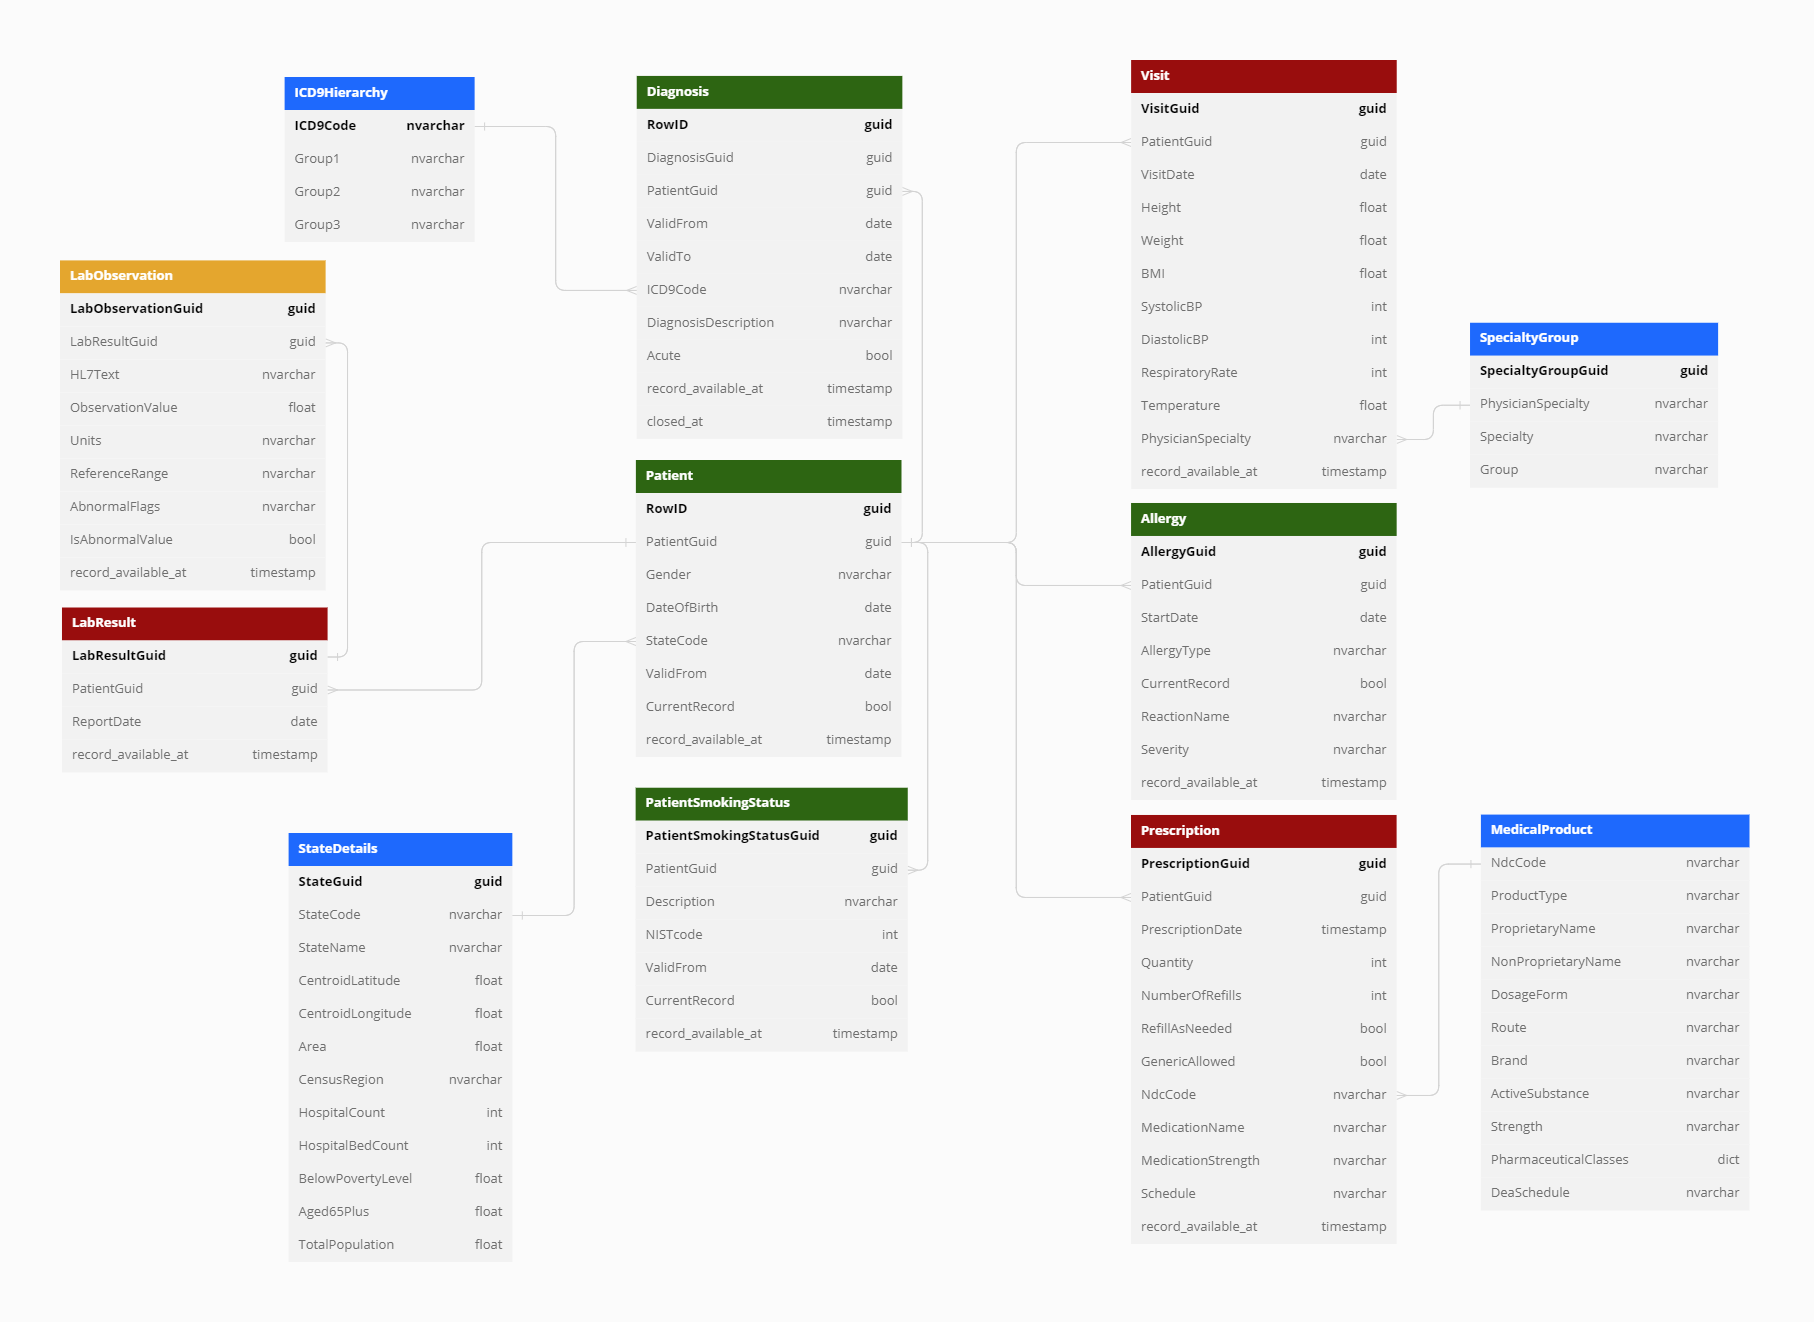 ICD9Hierarchy
ICD9Code nvarchar
Group1 nvarchar
Group2 nvarchar
Group3 nvarchar
LabObservation
LabObservationGuid guid
LabResultGuid guid
HL7Text nvarchar
ObservationValue float
Units nvarchar
ReferenceRange nvarchar
AbnormalFlags nvarchar
IsAbnormalValue bool
record_available_at timestamp
LabResult
LabResultGuid guid
PatientGuid guid
ReportDate date
record_available_at timestamp
StateDetails
StateGuid guid
StateCode nvarchar
StateName nvarchar
CentroidLatitude float
CentroidLongitude float
Area float
CensusRegion nvarchar
HospitalCount int
HospitalBedCount int
BelowPovertyLevel float
Aged65Plus float
TotalPopulation float
Diagnosis
RowID guid
DiagnosisGuid guid
PatientGuid guid
ValidFrom date
ValidTo date
ICD9Code nvarchar
DiagnosisDescription nvarchar
Acute bool
record_available_at timestamp
closed_at timestamp
Patient
RowID guid
PatientGuid guid
Gender nvarchar
DateOfBirth date
StateCode nvarchar
ValidFrom date
CurrentRecord bool
record_available_at timestamp
PatientSmokingStatus
PatientSmokingStatusGuid guid
PatientGuid guid
Description nvarchar
NISTcode int
ValidFrom date
CurrentRecord bool
record_available_at timestamp
Visit
VisitGuid guid
PatientGuid guid
VisitDate date
Height float
Weight float
BMI float
SystolicBP int
DiastolicBP int
RespiratoryRate int
Temperature float
PhysicianSpecialty nvarchar
record_available_at timestamp
Allergy
AllergyGuid guid
PatientGuid guid
StartDate date
AllergyType nvarchar
CurrentRecord bool
ReactionName nvarchar
Severity nvarchar
record_available_at timestamp
Prescription
PrescriptionGuid guid
PatientGuid guid
PrescriptionDate timestamp
Quantity int
NumberOfRefills int
RefillAsNeeded bool
GenericAllowed bool
NdcCode nvarchar
MedicationName nvarchar
MedicationStrength nvarchar
Schedule nvarchar
record_available_at timestamp
SpecialtyGroup
SpecialtyGroupGuid guid
PhysicianSpecialty nvarchar
Specialty nvarchar
Group nvarchar
MedicalProduct
NdcCode nvarchar
ProductType nvarchar
ProprietaryName nvarchar
NonProprietaryName nvarchar
DosageForm nvarchar
Route nvarchar
Brand nvarchar
ActiveSubstance nvarchar
Strength nvarchar
PharmaceuticalClasses dict
DeaSchedule nvarchar